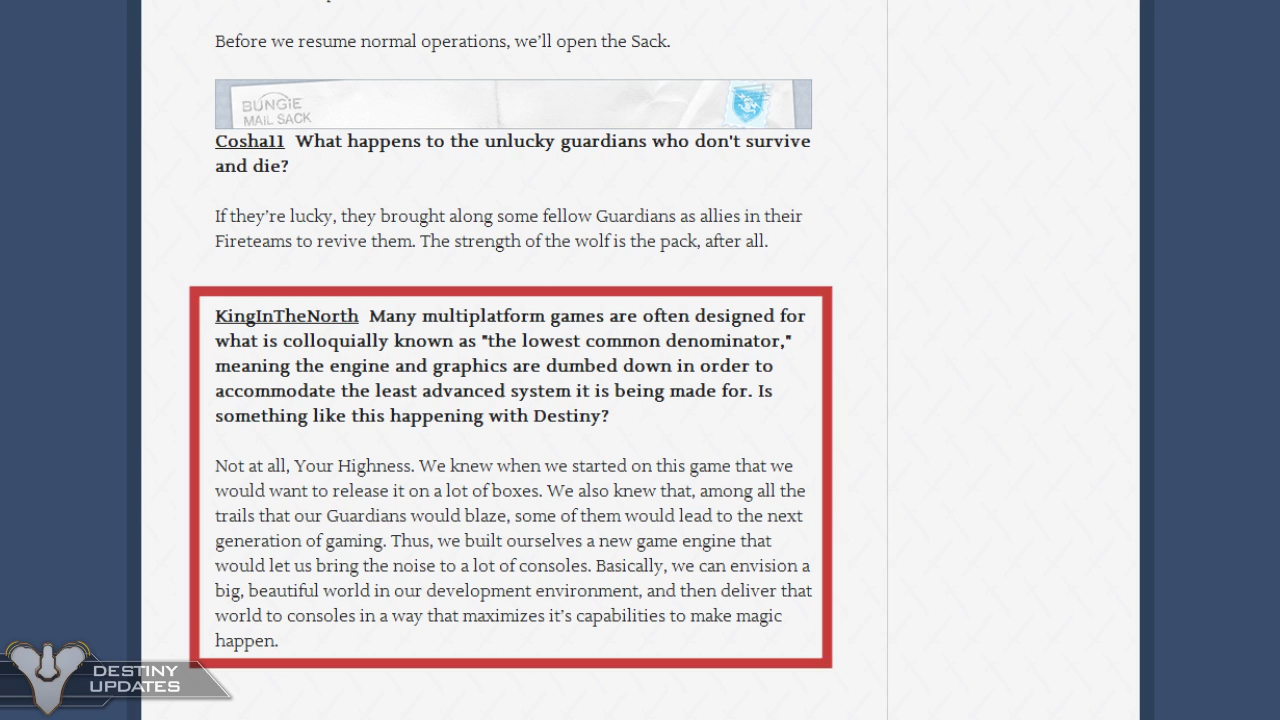 Before we resume normal operations, we’ll open the Sack.
BUNGiE
MAIL SACK
Cosha11 What happens to the unlucky guardians who don't survive
and die?
If they’re lucky, they brought along some fellow Guardians as allies in their
Fireteams to revive them. The strength of the wolf is the pack, after all.
KingInTheNorth Many multiplatform games are often designed for
what is colloquially known as "the lowest common denominator,"
meaning the engine and graphics are dumbed down in order to
accommodate the least advanced system it is being made for. Is
something like this happening with Destiny?
Not at all, Your Highness. We knew when we started on this game that we
would want to release it on a lot of boxes. We also knew that, among all the
trails that our Guardians would blaze, some of them would lead to the next
generation of gaming. Thus, we built ourselves a new game engine that
would let us bring the noise to a lot of consoles. Basically, we can envision a
big, beautiful world in our development environment, and then deliver that
world to consoles in a way that maximizes it’s capabilities to make magic
happen.
DESTINY
UPDATES